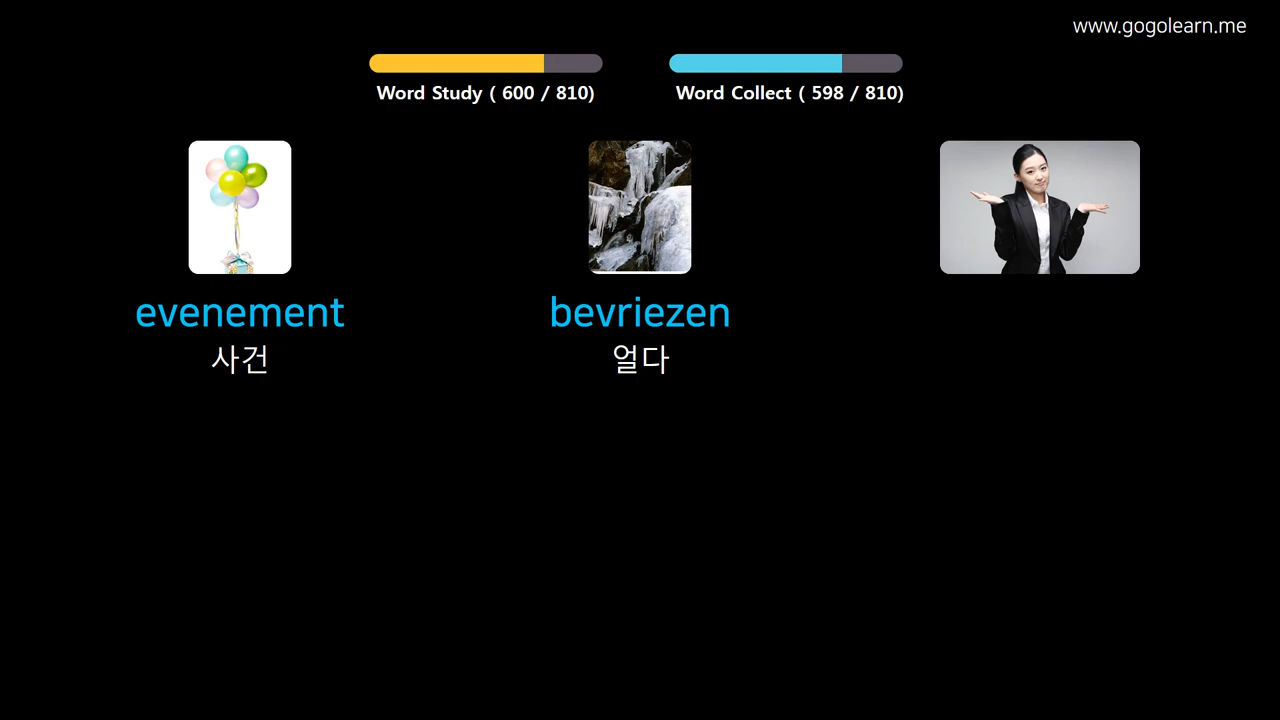 www.gogolearn.me
Word Study ( 600 / 810)
Word Collect ( 598 / 810)
evenement
사건
bevriezen
얼다